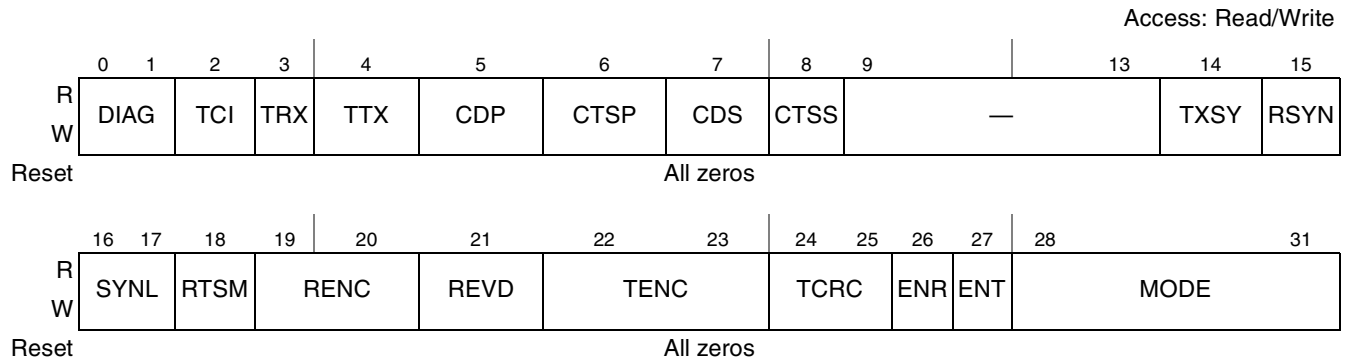 Access: Read/Write
0 1 2 3 4 5 6 7 8 9 13 14 15
R
W
DIAG TCI TRX TTX CDP CTSP CDS CTSS — TXSY RSYN
Reset All zeros
16 17 18 19 20 21 22 23 24 25 26 27 28 31
R
W
SYNL RTSM RENC REVD TENC TCRC ENR ENT MODE
Reset All zeros